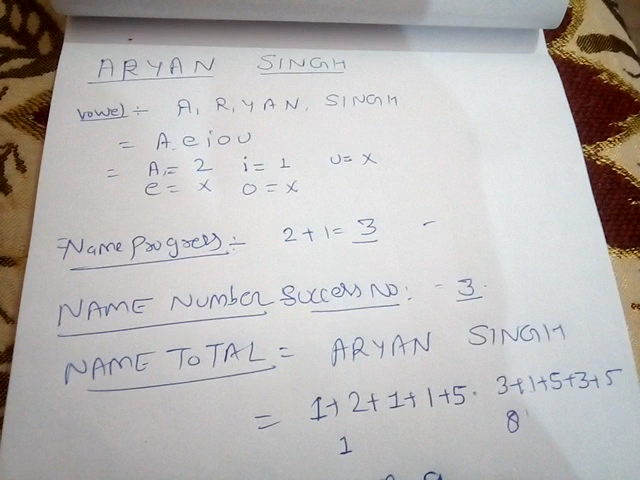 ARYAN SINGH
Vowel ÷ A, R, Y A N, SINGH
= A. e i o U
= A, = 2 i = 1 U = x
e = x o = x
=Name Progress ÷ 2 + 1 = 3 -
NAME Number Success No: - 3.
NAME TOTAL = ARYAN SINGH
= 1 + 2 + 1 + 1 + 5. 3 + 1 + 5 + 3 + 5
1 8